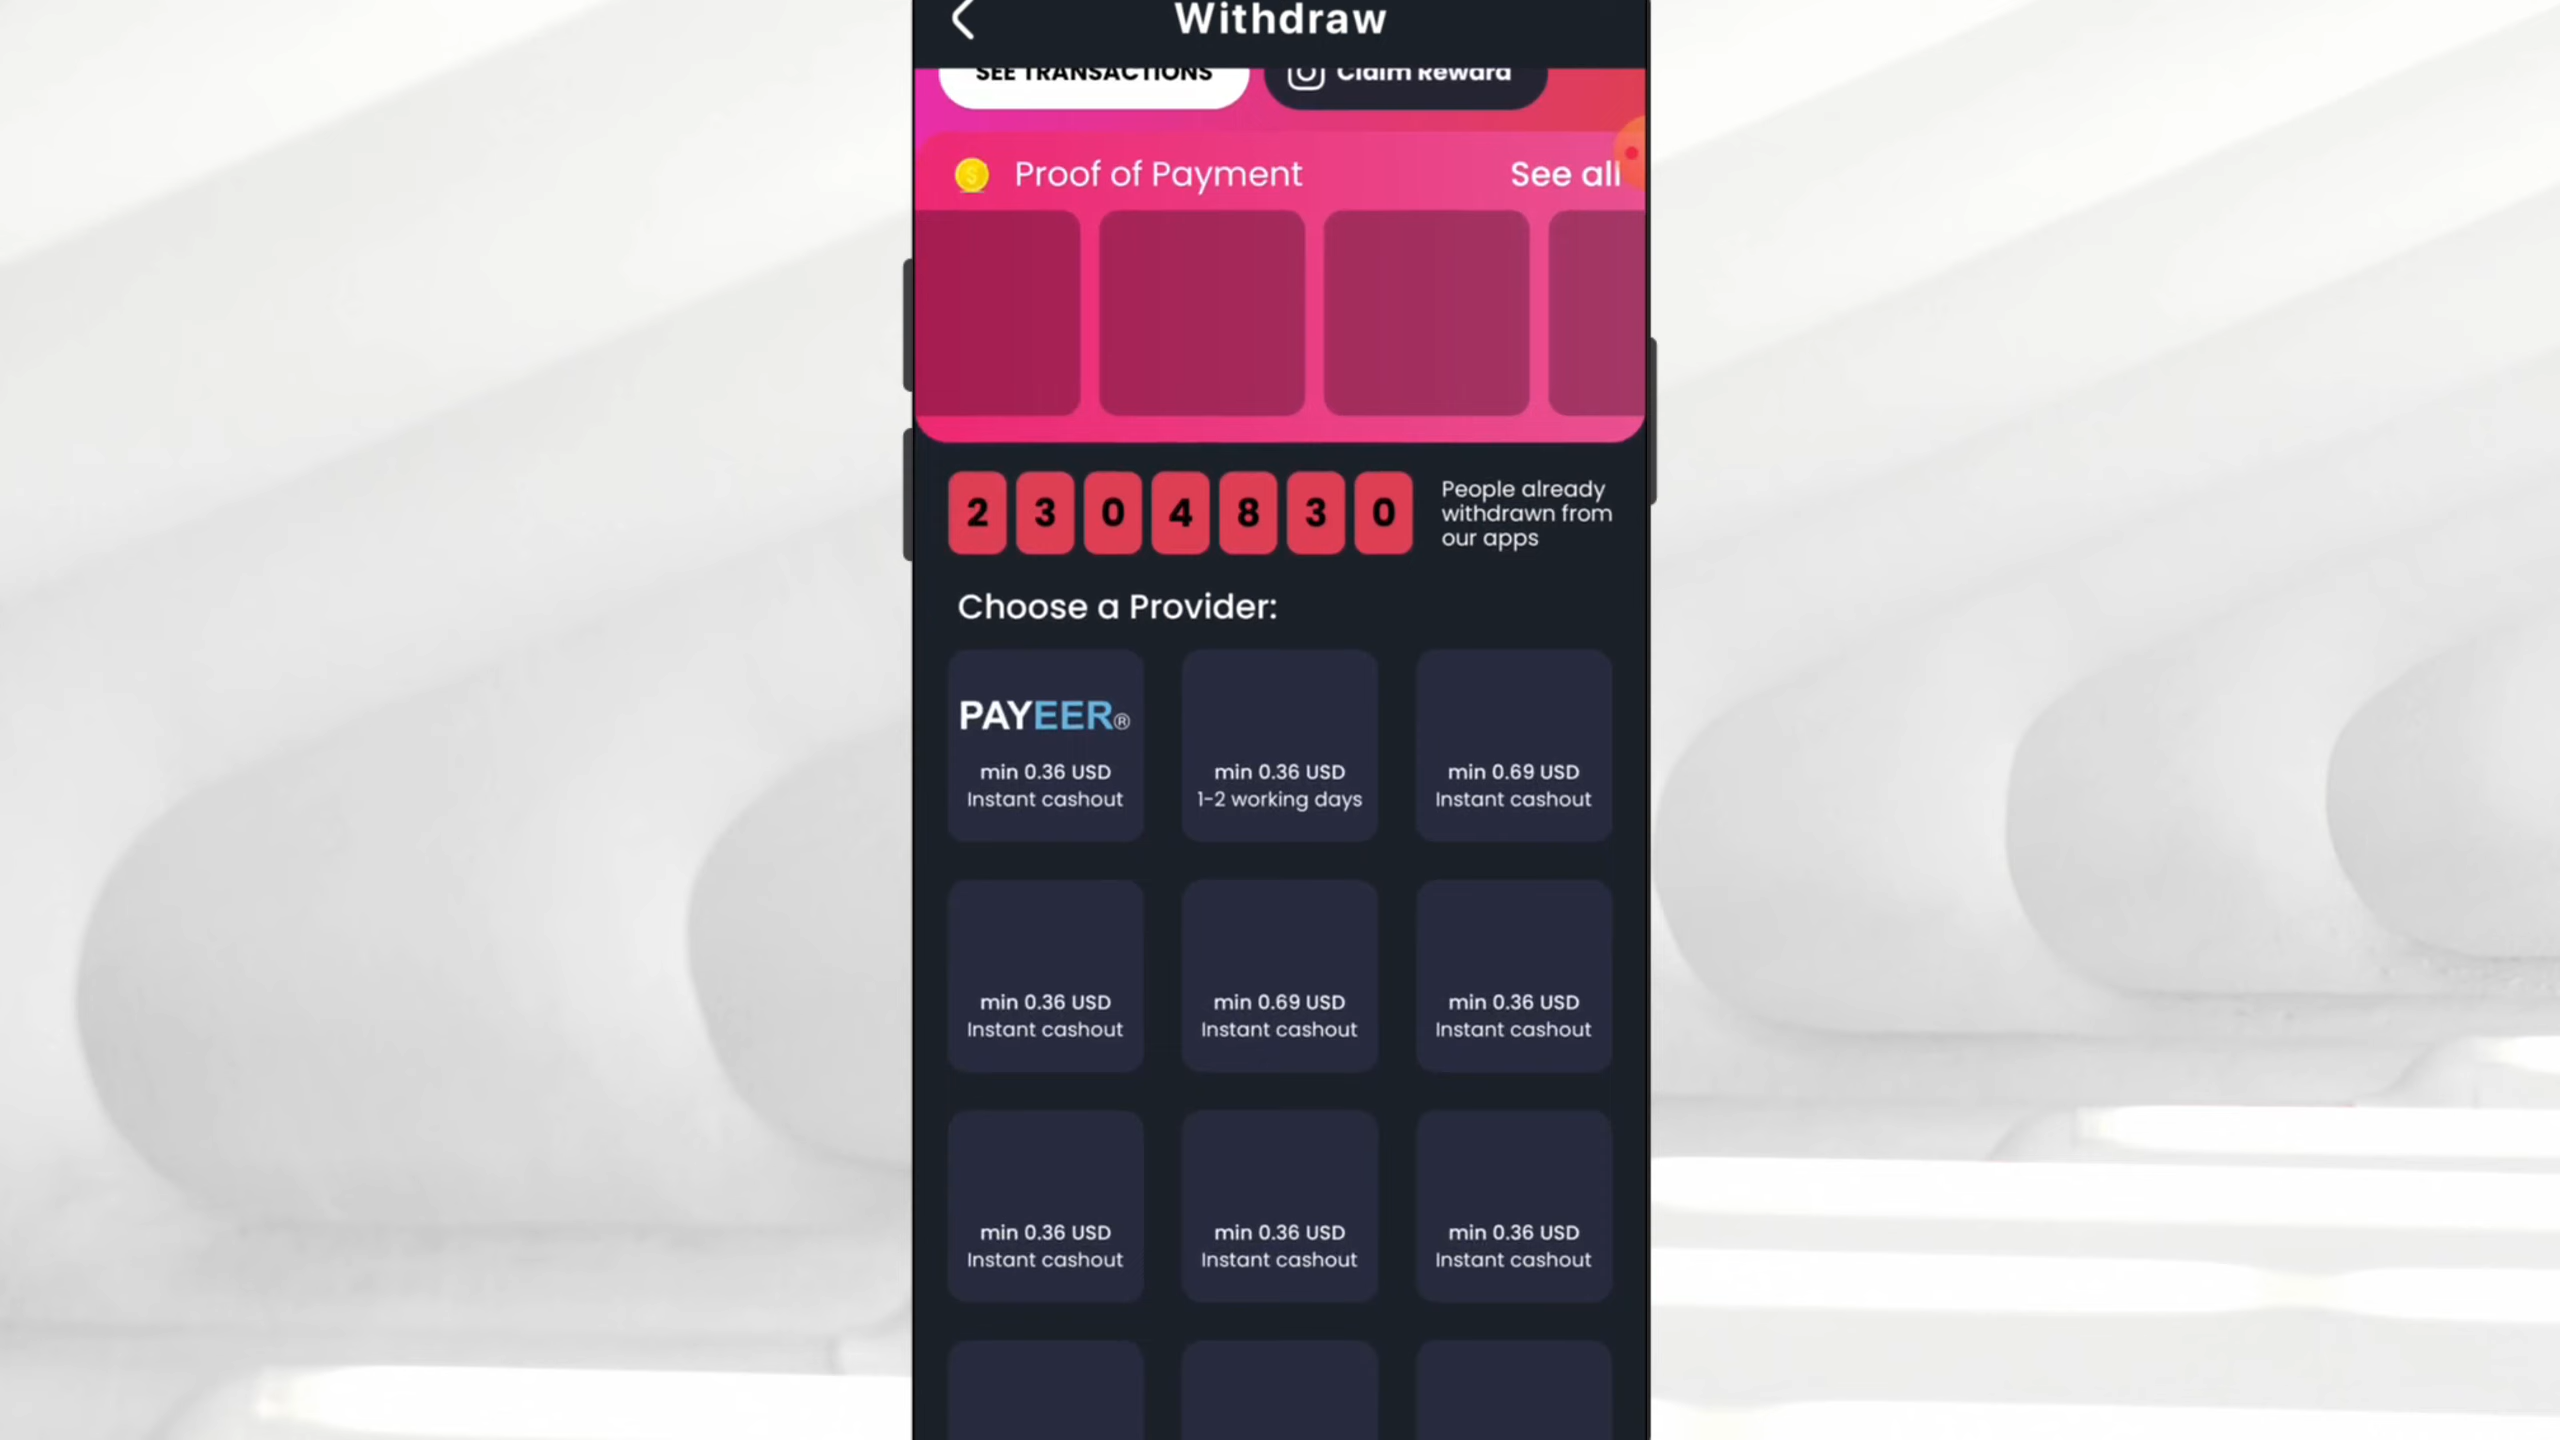 Withdraw
SEE TRANSACTIONS
Claim Reward
Proof of Payment
See all
2 3 0 4 8 3 0
People already
withdrawn from
our apps
Choose a Provider:
PAYEER®
min 0.36 USD
Instant cashout
min 0.36 USD
1-2 working days
min 0.69 USD
Instant cashout
min 0.36 USD
Instant cashout
min 0.69 USD
Instant cashout
min 0.36 USD
Instant cashout
min 0.36 USD
Instant cashout
min 0.36 USD
Instant cashout
min 0.36 USD
Instant cashout